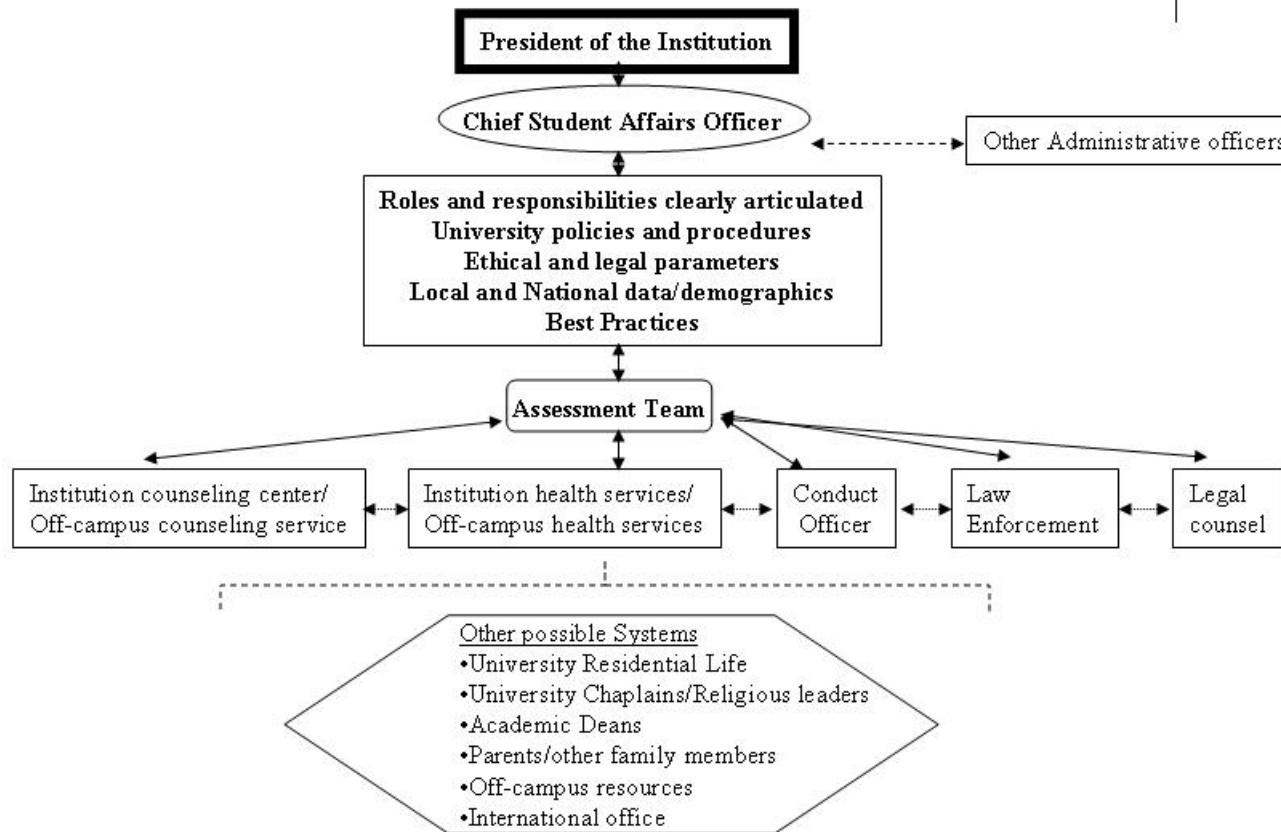 President of the Institution
Chief Student Affairs Officer
Other Administrative officers
Roles and responsibilities clearly articulated
University policies and procedures
Ethical and legal parameters
Local and National data/demographics
Best Practices
Assessment Team
Institution counseling center/
Off-campus counseling service
Institution health services/
Off-campus health services
Conduct
Officer
Law
Enforcement
Legal
counsel
Other possible Systems
•University Residential Life
•University Chaplains/Religious leaders
•Academic Deans
•Parents/other family members
•Off-campus resources
•International office